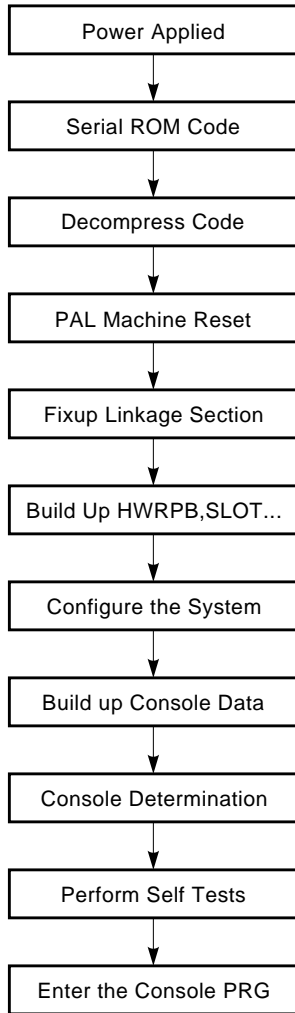 Power Applied
Serial ROM Code
Decompress Code
PAL Machine Reset
Fixup Linkage Section
Build Up HWRPB,SLOT...
Configure the System
Build up Console Data
Console Determination
Perform Self Tests
Enter the Console PRG